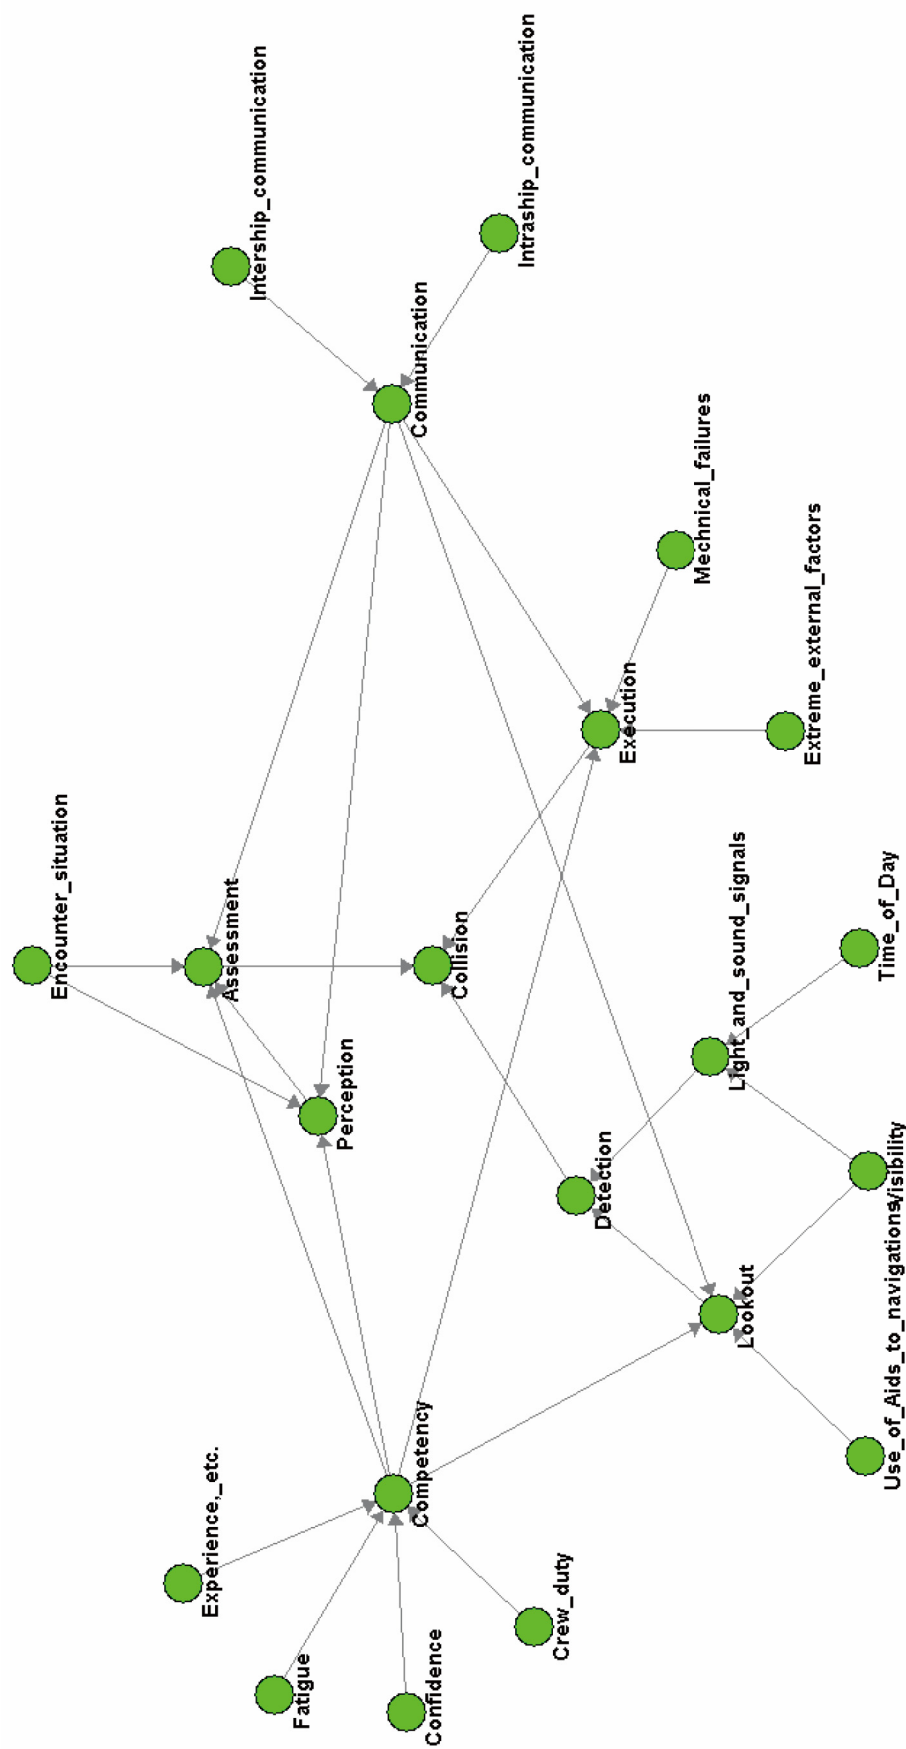 Encounter_situation
Experience,_etc.
Assessment
Intership_communication
Fatigue
Perception
Confidence
Competency
Collision
Communication
Crew_duty
Intraship_communication
Detection
Execution
Lookout
Light_and_sound_signals
Mechnical_failures
Use_of_Aids_to_navigations
Visibility
Time_of_Day
Extreme_external_factors